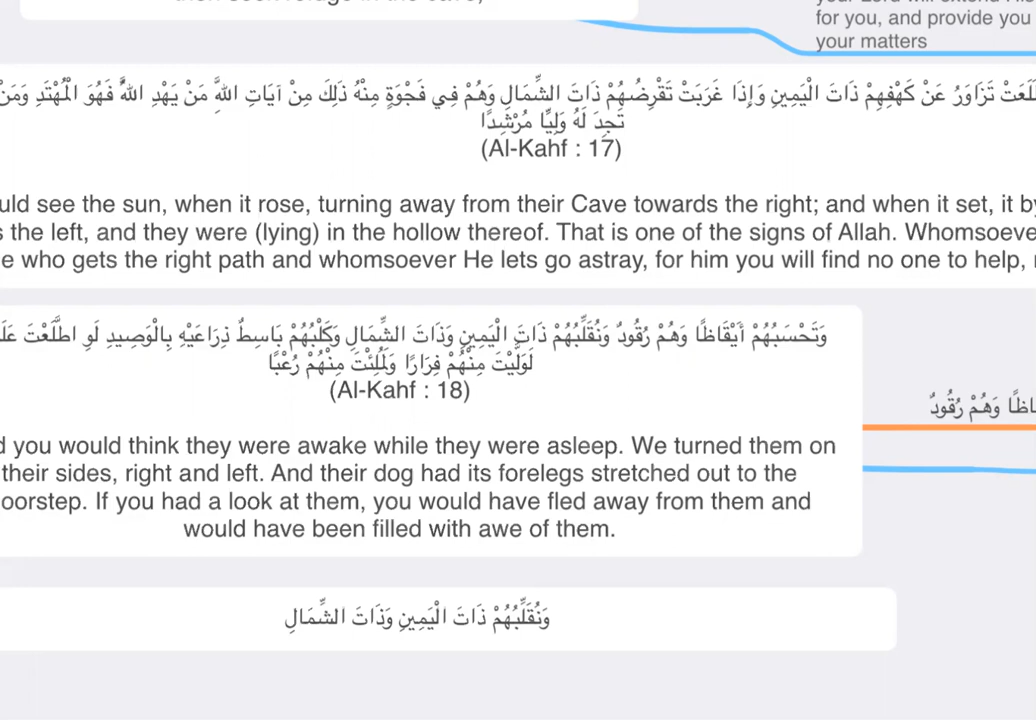 for you, and provide you
your matters
تَّزَاوَرُ عَنْ كَهْفِهِمْ ذَاتَ الْيَمِينِ وَإِذَا غَرَبَتْ تَقْرِضُهُمْ ذَاتَ الشِّمَالِ وَهُمْ فِي فَجْوَةٍ مِنْهُ ذَلِكَ مِنْ آيَاتِ اللَّهِ مَنْ يَهْدِ اللَّهُ فَهُوَ الْمُهْتَدِ وَمَنْ
تَجِدَ لَهُ وَلِيًّا مُرْشِدًا
(Al-Kahf : 17)
see the sun, when it rose, turning away from their Cave towards the right; and when it set, it
the left, and they were (lying) in the hollow thereof. That is one of the signs of Allah.
who gets the right path and whomsoever He lets go astray, for him you will find no one to help,
وَتَحْسَبُهُمْ أَيْقَاظًا وَهُمْ رُقُودٌ وَنُقَلِّبُهُمْ ذَاتَ الْيَمِينِ وَذَاتَ الشِّمَالِ وَكَلْبُهُمْ بَاسِطٌ ذِرَاعَيْهِ بِالْوَصِيدِ لَوِ اطَّلَعْتَ
لَوَلَّيْتَ مِنْهُمْ فِرَارًا وَلَمُلِئْتَ مِنْهُمْ رُعْبًا
(Al-Kahf : 18)
وَهُمْ رُقُودٌ
you would think they were awake while they were asleep. We turned them on
their sides, right and left. And their dog had its forelegs stretched out to the
oorstep. If you had a look at them, you would have fled away from them and
would have been filled with awe of them.
وَنُقَلِّبُهُمْ ذَاتَ الْيَمِينِ وَذَاتَ الشِّمَالِ